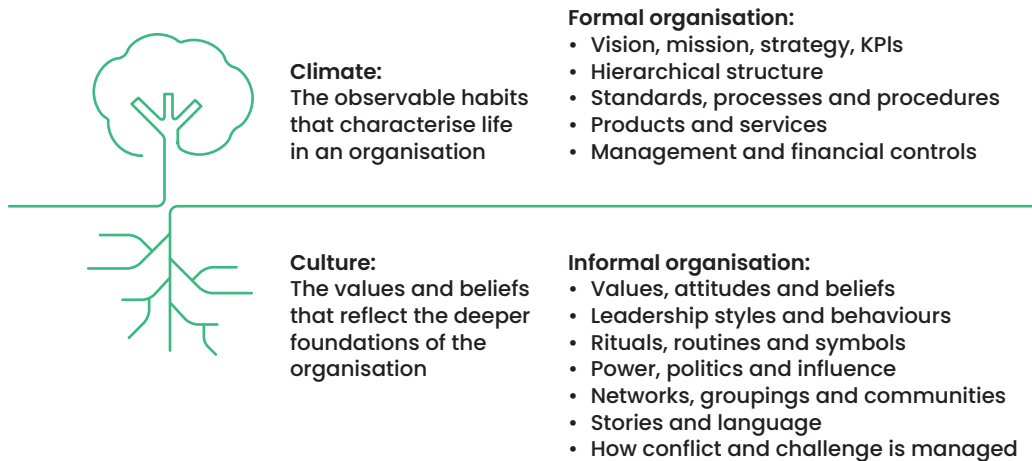 Climate:
The observable habits
that characterise life
in an organisation
Formal organisation:
• Vision, mission, strategy, KPIs
• Hierarchical structure
• Standards, processes and procedures
• Products and services
• Management and financial controls
Culture:
The values and beliefs
that reflect the deeper
foundations of the
organisation
Informal organisation:
• Values, attitudes and beliefs
• Leadership styles and behaviours
• Rituals, routines and symbols
• Power, politics and influence
• Networks, groupings and communities
• Stories and language
• How conflict and challenge is managed